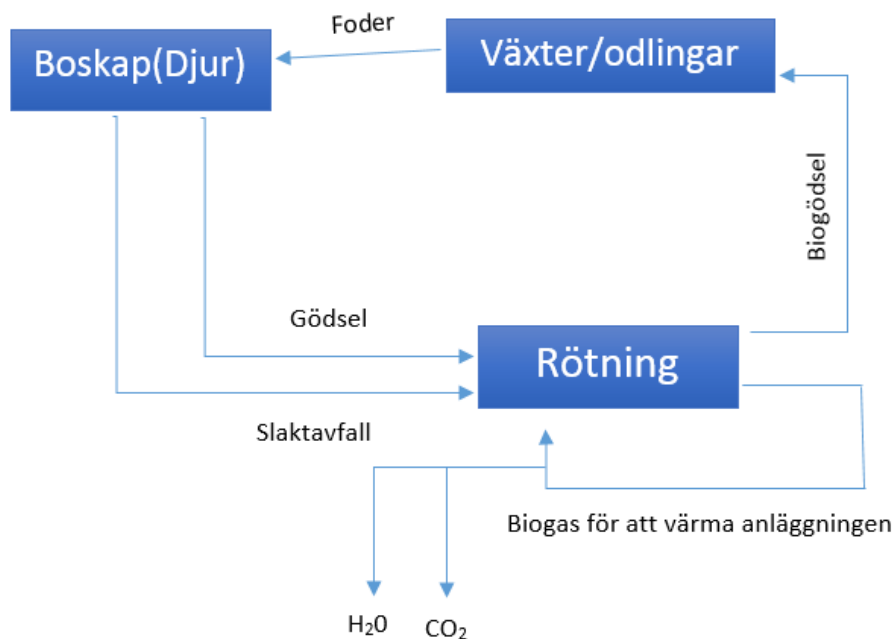 Foder
Boskap(Djur)
Växter/odlingar
Biogödsel
Gödsel
Rötning
Slaktavfall
Biogas för att värma anläggningen
H₂0
CO₂